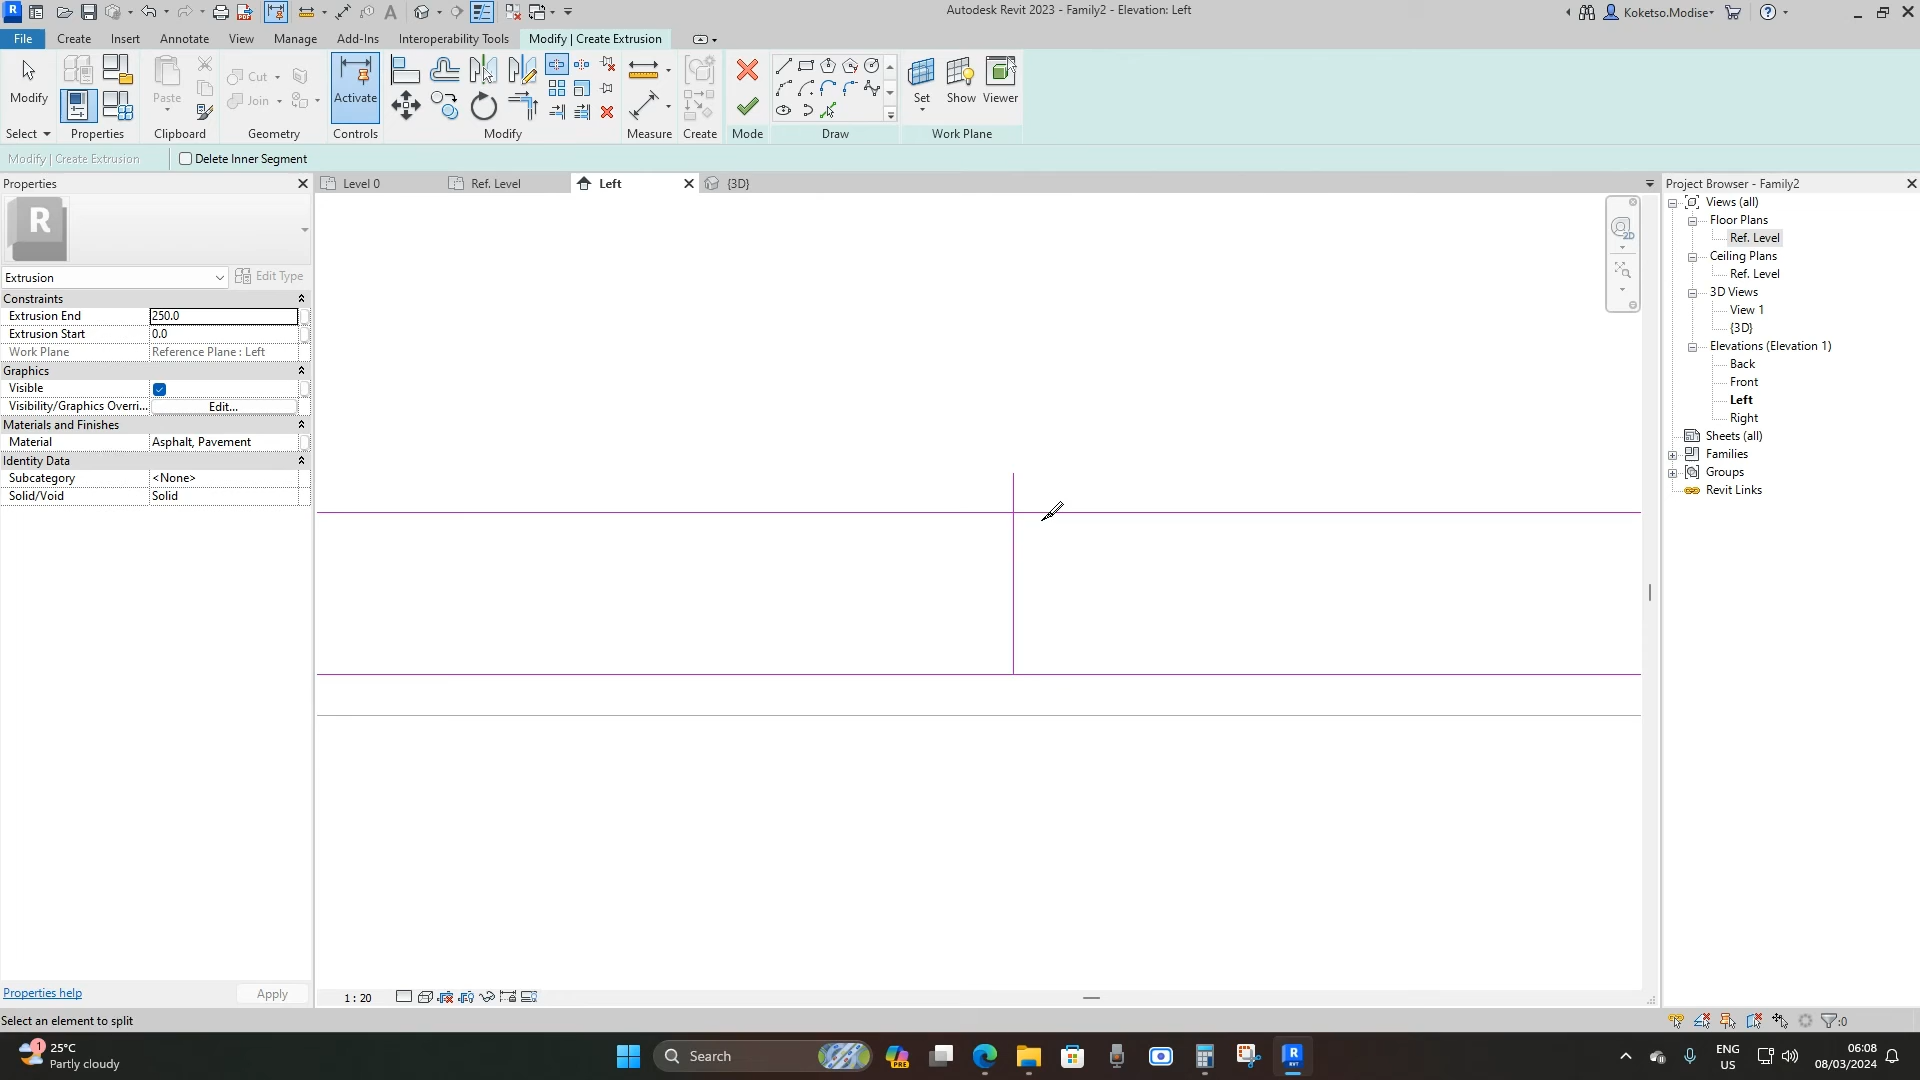 Autodesk Revit 2023 - Family2 - Elevation: Left
Koketso.Modise
File Create Insert Annotate View Manage Add-Ins Interoperability Tools Modify | Create Extrusion
Modify
Cut
Join
Paste
Activate
Set Show Viewer
Select Properties Clipboard Geometry Controls Modify Measure Create Mode Draw Work Plane
Modify | Create Extrusion Delete Inner Segment
Properties
R
Level 0 Ref. Level Left {3D}
Project Browser - Family2
Extrusion Edit Type
Constraints
Extrusion End 250.0
Extrusion Start 0.0
Work Plane Reference Plane : Left
Graphics
Visible
Visibility/Graphics Overri... Edit...
Materials and Finishes
Material Asphalt, Pavement
Identity Data
Subcategory <None>
Solid/Void Solid
Views (all)
Floor Plans
Ref. Level
Ceiling Plans
Ref. Level
3D Views
View 1
{3D}
Elevations (Elevation 1)
Back
Front
Left
Right
Sheets (all)
Families
Groups
Revit Links
2D
Properties help Apply
1 : 20
Select an element to split
:0
1
25°C
Partly cloudy
Search
PRE
R
ENG
US
06:08
08/03/2024